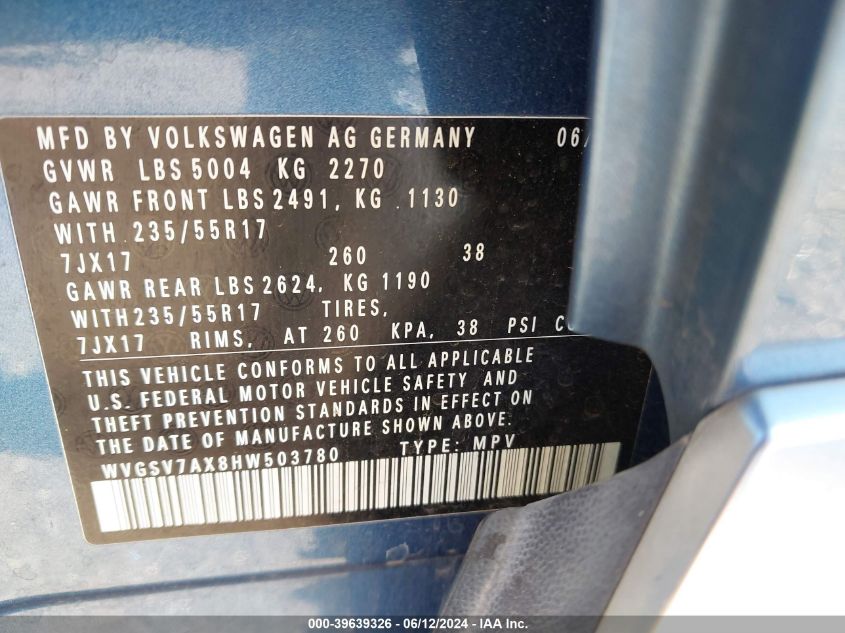 MFD BY VOLKSWAGEN AG GERMANY 06/
GVWR LBS 5004 KG 2270
GAWR FRONT LBS 2491, KG 1130
WITH 235/55R17
7JX17 260 38
GAWR REAR LBS 2624, KG 1190
WITH235/55R17 TIRES,
7JX17 RIMS, AT 260 KPA, 38 PSI CO
THIS VEHICLE CONFORMS TO ALL APPLICABLE
U.S. FEDERAL MOTOR VEHICLE SAFETY AND
THEFT PREVENTION STANDARDS IN EFFECT ON
THE DATE OF MANUFACTURE SHOWN ABOVE.
WVGSV7AX8HW503780 TYPE: MPV
000-39639326 - 06/12/2024 - IAA, Inc.